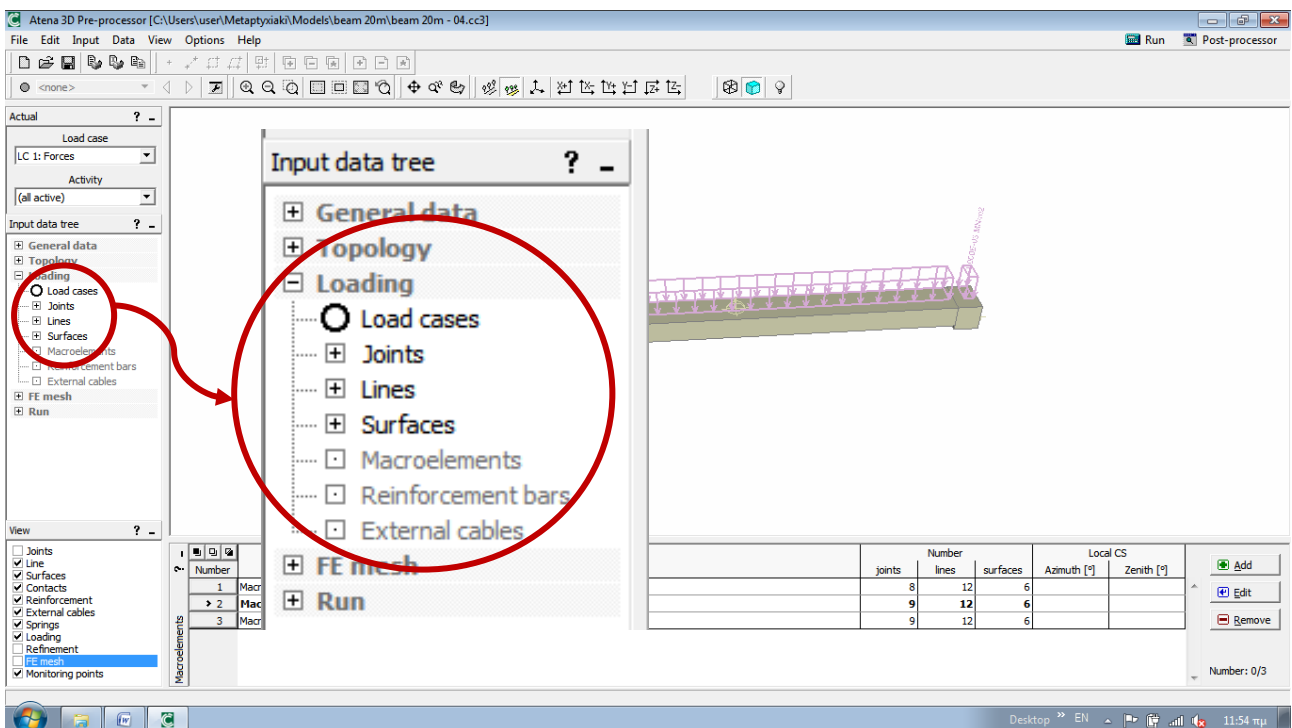 Atena 3D Pre-processor [C:\Users\user\Metaptyxiaki\Models\beam 20m\beam 20m - 04.cc3]
File Edit Input Data View Options Help Run Post-processor
<none>
Actual ? -
Load case
LC 1: Forces
Activity
(all active)
Input data tree ? -
General data
Topology
Loading
Load cases
Joints
Lines
Surfaces
Macroelements
Reinforcement bars
External cables
FE mesh
Run
Input data tree ? -
General data
Topology
Loading
Load cases
Joints
Lines
Surfaces
Macroelements
Reinforcement bars
External cables
FE mesh
Run
View ? -
Joints
Line
Surfaces
Contacts
Reinforcement
External cables
Springs
Loading
Refinement
FE mesh
Monitoring points
Macroelements
Number Local CS
Number joints lines surfaces Azimuth [º] Zenith [º]
1 Macr 8 12 6
2 Mac 9 12 6
3 Macr 9 12 6
Add
Edit
Remove
Number: 0/3
Desktop » EN 11:54 πμ